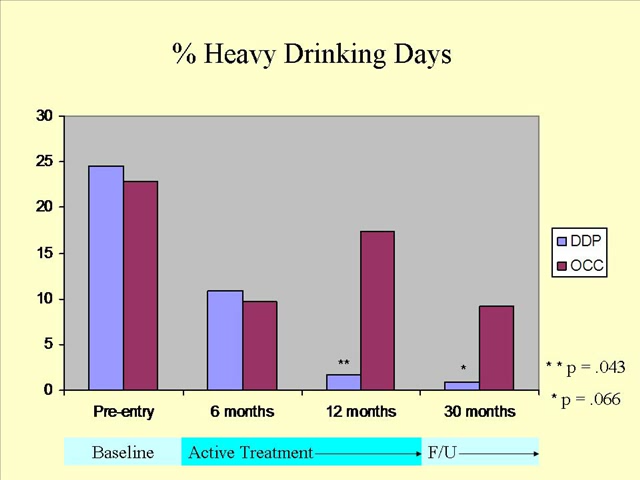 % Heavy Drinking Days
30
25
20
15
10
5
0
**
*
Pre-entry 6 months 12 months 30 months
DDP
OCC
* * p = .043
* p = .066
Baseline Active Treatment F/U